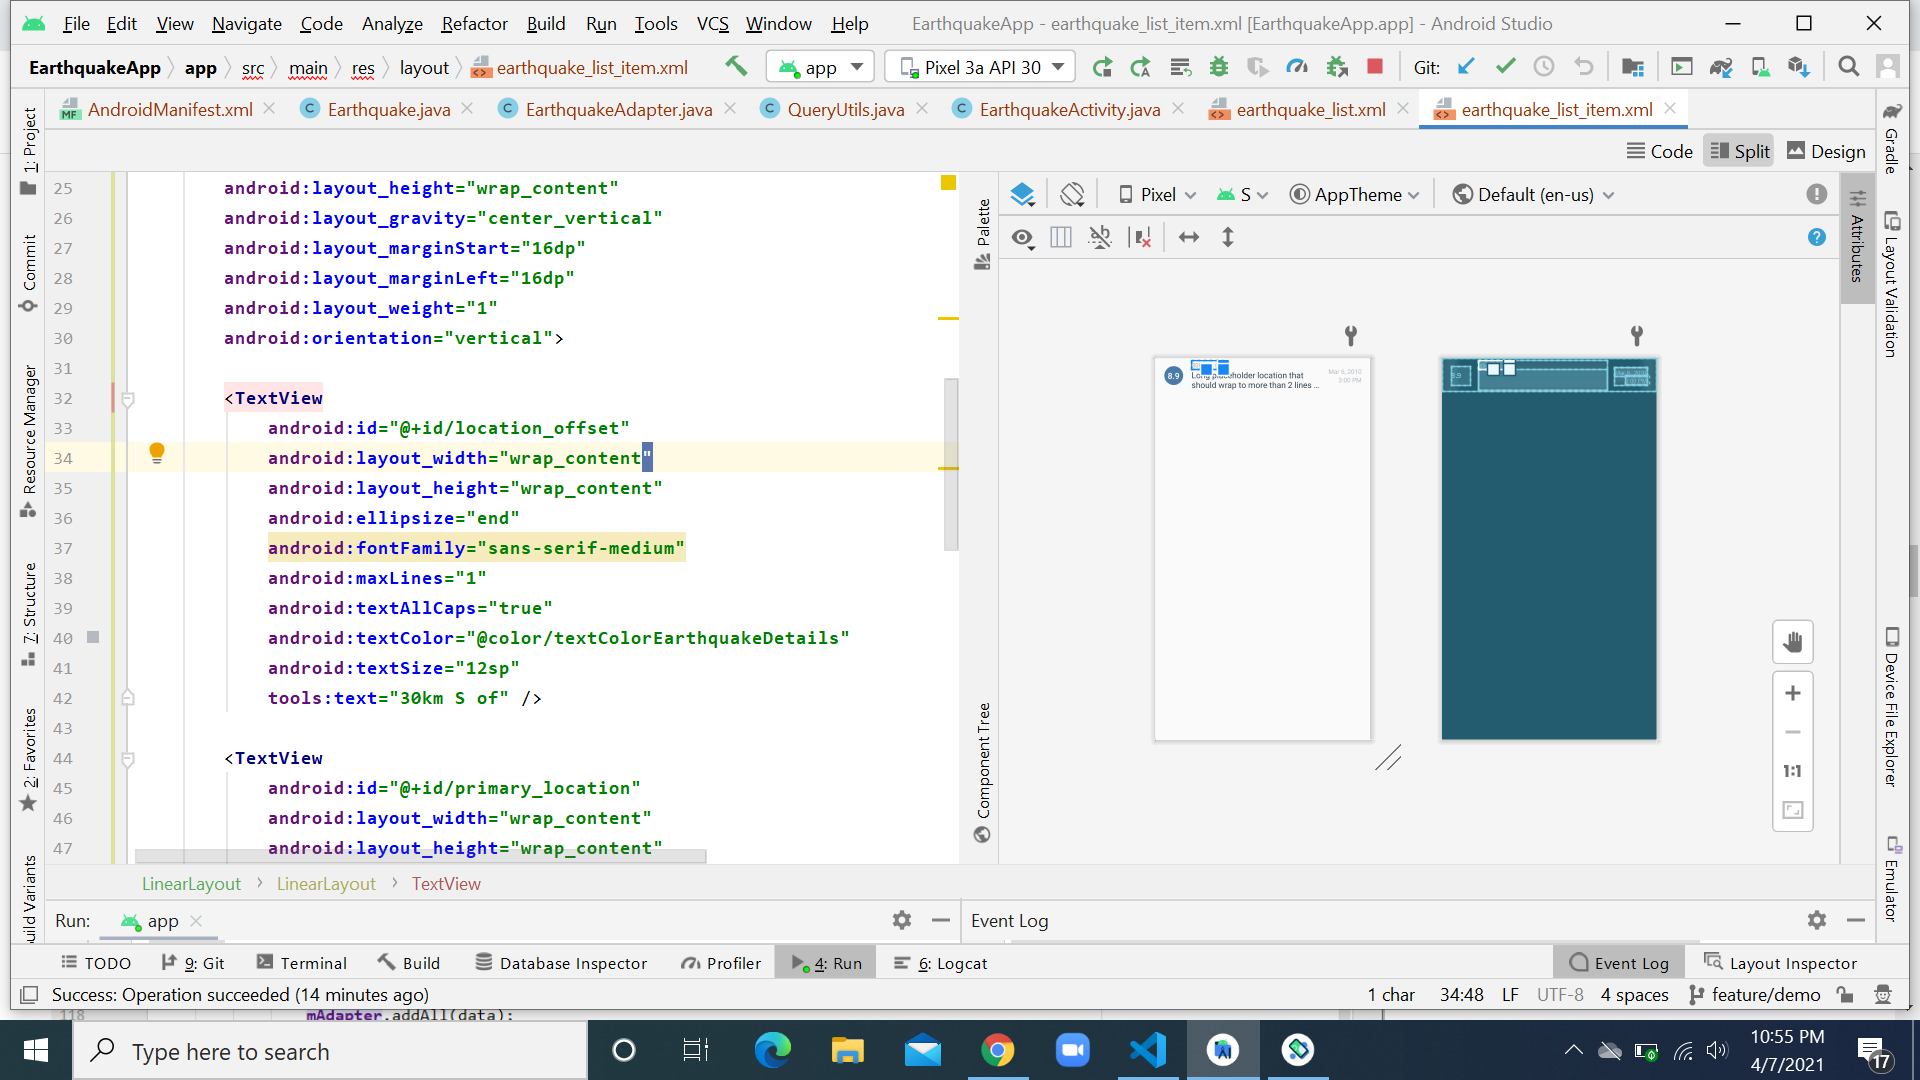 File Edit View Navigate Code Analyze Refactor Build Run Tools VCS Window Help EarthquakeApp - earthquake_list_item.xml [EarthquakeApp.app] - Android Studio
EarthquakeApp app src main res layout earthquake_list_item.xml app Pixel 3a API 30 Git:
AndroidManifest.xml Earthquake.java EarthquakeAdapter.java QueryUtils.java EarthquakeActivity.java earthquake_list.xml earthquake_list_item.xml
Code Split Design
1: Project
Commit
Resource Manager
7: Structure
2: Favorites
uild Variants
25 android:layout_height="wrap_content"
26 android:layout_gravity="center_vertical"
27 android:layout_marginStart="16dp"
28 android:layout_marginLeft="16dp"
29 android:layout_weight="1"
30 android:orientation="vertical">
31
32 <TextView
33 android:id="@+id/location_offset"
34 android:layout_width="wrap_content"
35 android:layout_height="wrap_content"
36 android:ellipsize="end"
37 android:fontFamily="sans-serif-medium"
38 android:maxLines="1"
39 android:textAllCaps="true"
40 android:textColor="@color/textColorEarthquakeDetails"
41 android:textSize="12sp"
42 tools:text="30km S of" />
43
44 <TextView
45 android:id="@+id/primary_location"
46 android:layout_width="wrap_content"
47 android:layout_height="wrap_content"
Palette
Component Tree
Pixel S AppTheme Default (en-us)
8.9 Long placeholder location that
should wrap to more than 2 lines ...
Mar 6, 2010
3:00 PM
8.9
1:1
Attributes
Gradle
Layout Validation
Device File Explorer
Emulator
LinearLayout LinearLayout TextView
Run: app Event Log
TODO 9: Git Terminal Build Database Inspector Profiler 4: Run 6: Logcat Event Log Layout Inspector
Success: Operation succeeded (14 minutes ago) 1 char 34:48 LF UTF-8 4 spaces feature/demo
118 mAdapter.addAll(data);
Type here to search
10:55 PM
4/7/2021
17